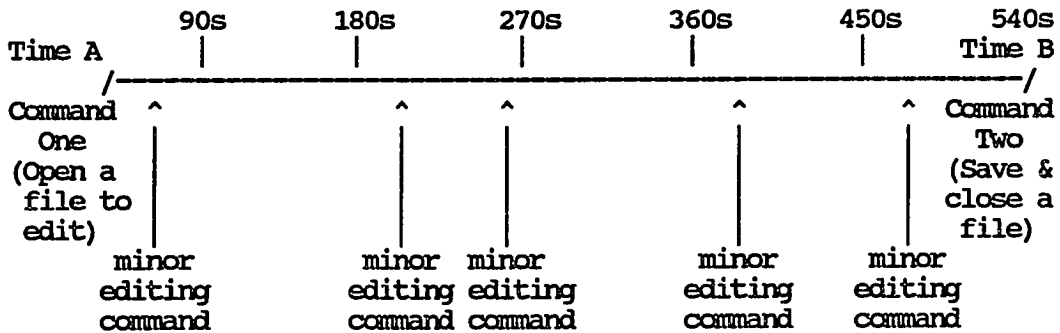 90s 180s 270s 360s 450s 540s
Time A Time B
Command Command
One Two
(Open a (Save &
file to close a
edit) file)
minor minor minor minor minor
editing editing editing editing editing
command command command command command